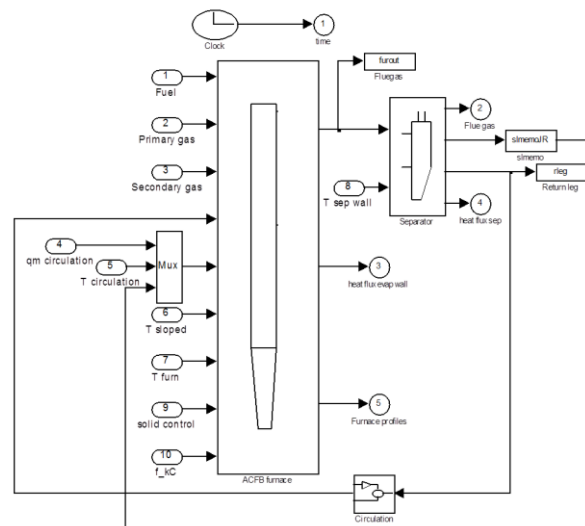 Clock
1
time
1
Fuel
2
Primary gas
3
Secondary gas
4
qm circulation
5
T circulation
Mux
6
T sloped
7
T furn
9
solid control
10
f_kC
ACFB furnace
furout
Fluegas
8
T sep wall
Separator
2
Flue gas
slmemoJR
slmemo
rleg
Return leg
4
heat flux sep
3
heat flux evap wall
5
Furnace profiles
Circulation